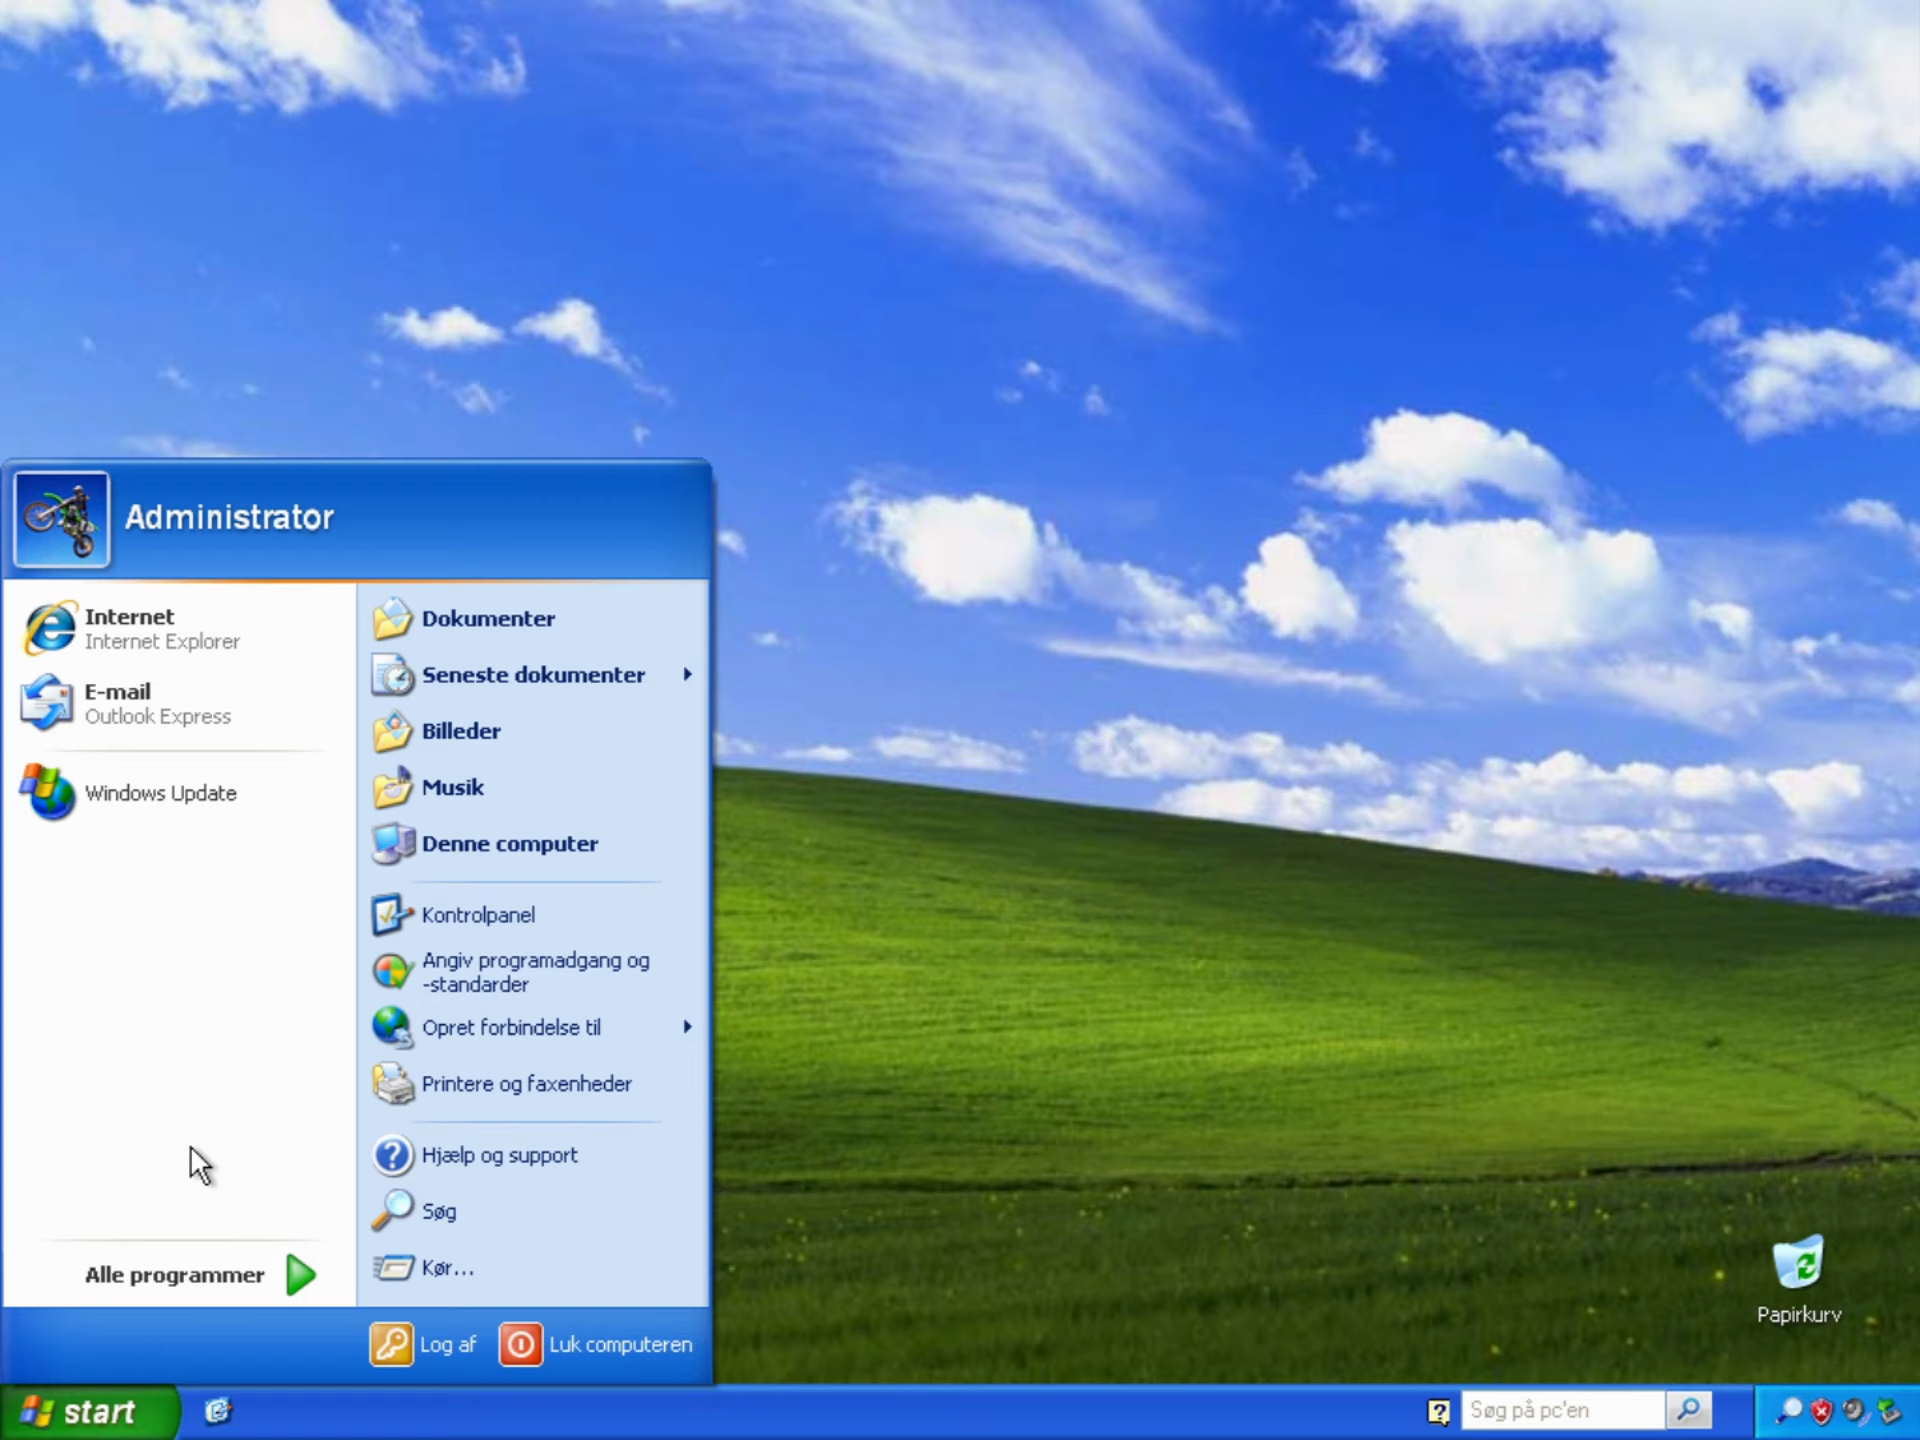 Administrator
Internet
Internet Explorer
E-mail
Outlook Express
Windows Update
Alle programmer
Dokumenter
Seneste dokumenter
Billeder
Musik
Denne computer
Kontrolpanel
Angiv programadgang og
-standarder
Opret forbindelse til
Printere og faxenheder
Hjælp og support
Søg
Kør...
Log af
Luk computeren
Papirkurv
start
Søg på pc'en